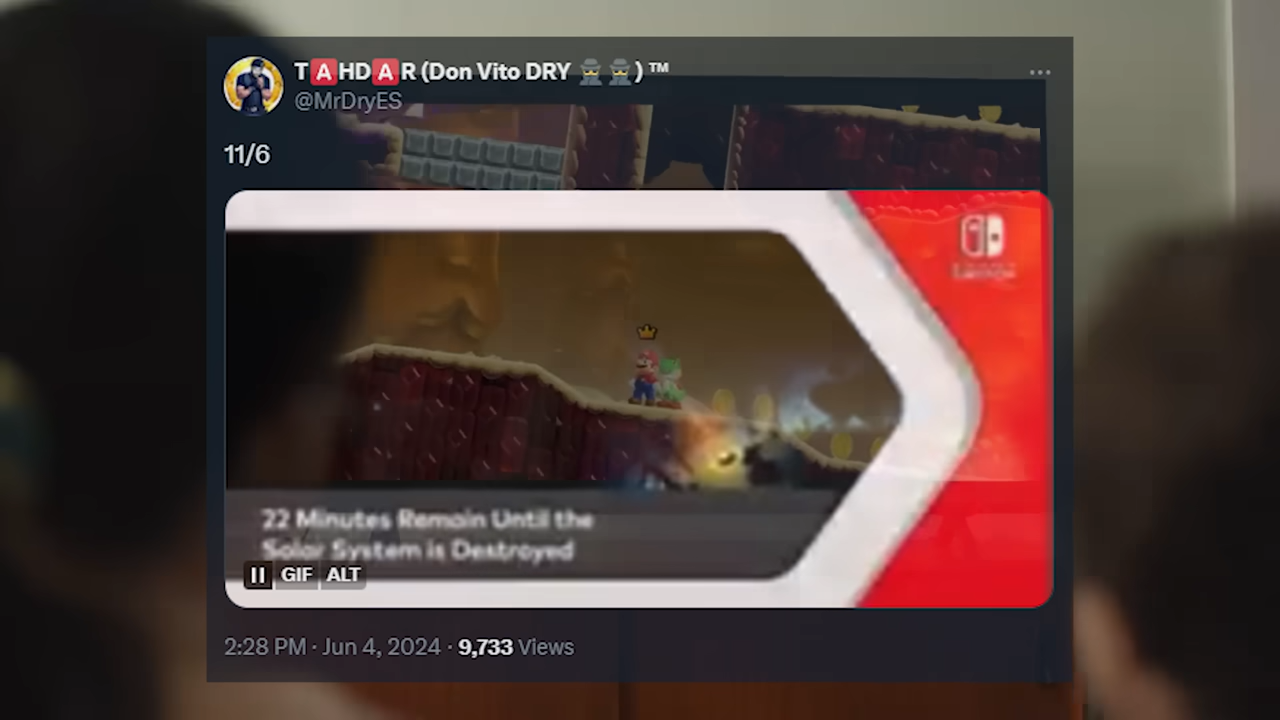 T🅰️HD🅰️R (Don Vito DRY 🕵️🕵️) ™
@MrDryES
11/6
22 Minutes Remain Until the
Solar System is Destroyed
GIF ALT
2:28 PM · Jun 4, 2024 · 9,733 Views